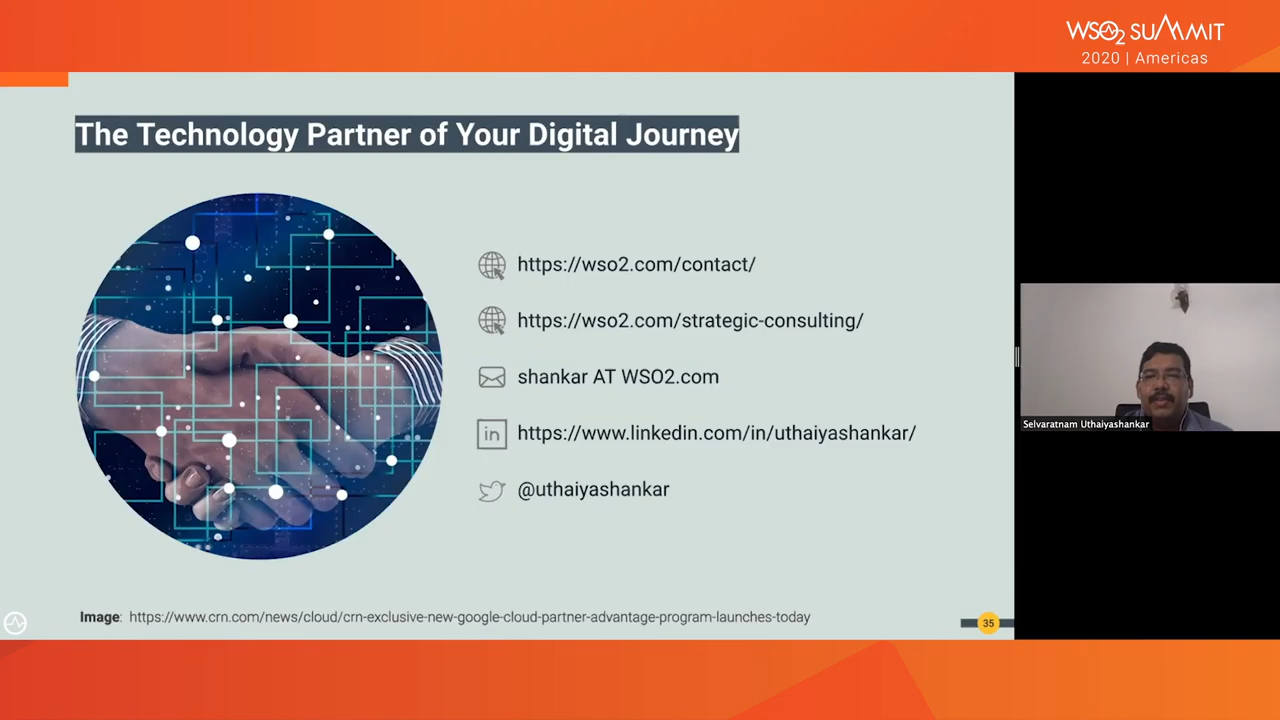 WSO2 SUMMIT
2020 | Americas
The Technology Partner of Your Digital Journey
https://wso2.com/contact/
https://wso2.com/strategic-consulting/
shankar AT WSO2.com
in
https://www.linkedin.com/in/uthaiyashankar/
@uthaiyashankar
Selvaratnam Uthaiyashankar
Image: https://www.crn.com/news/cloud/crn-exclusive-new-google-cloud-partner-advantage-program-launches-today
35